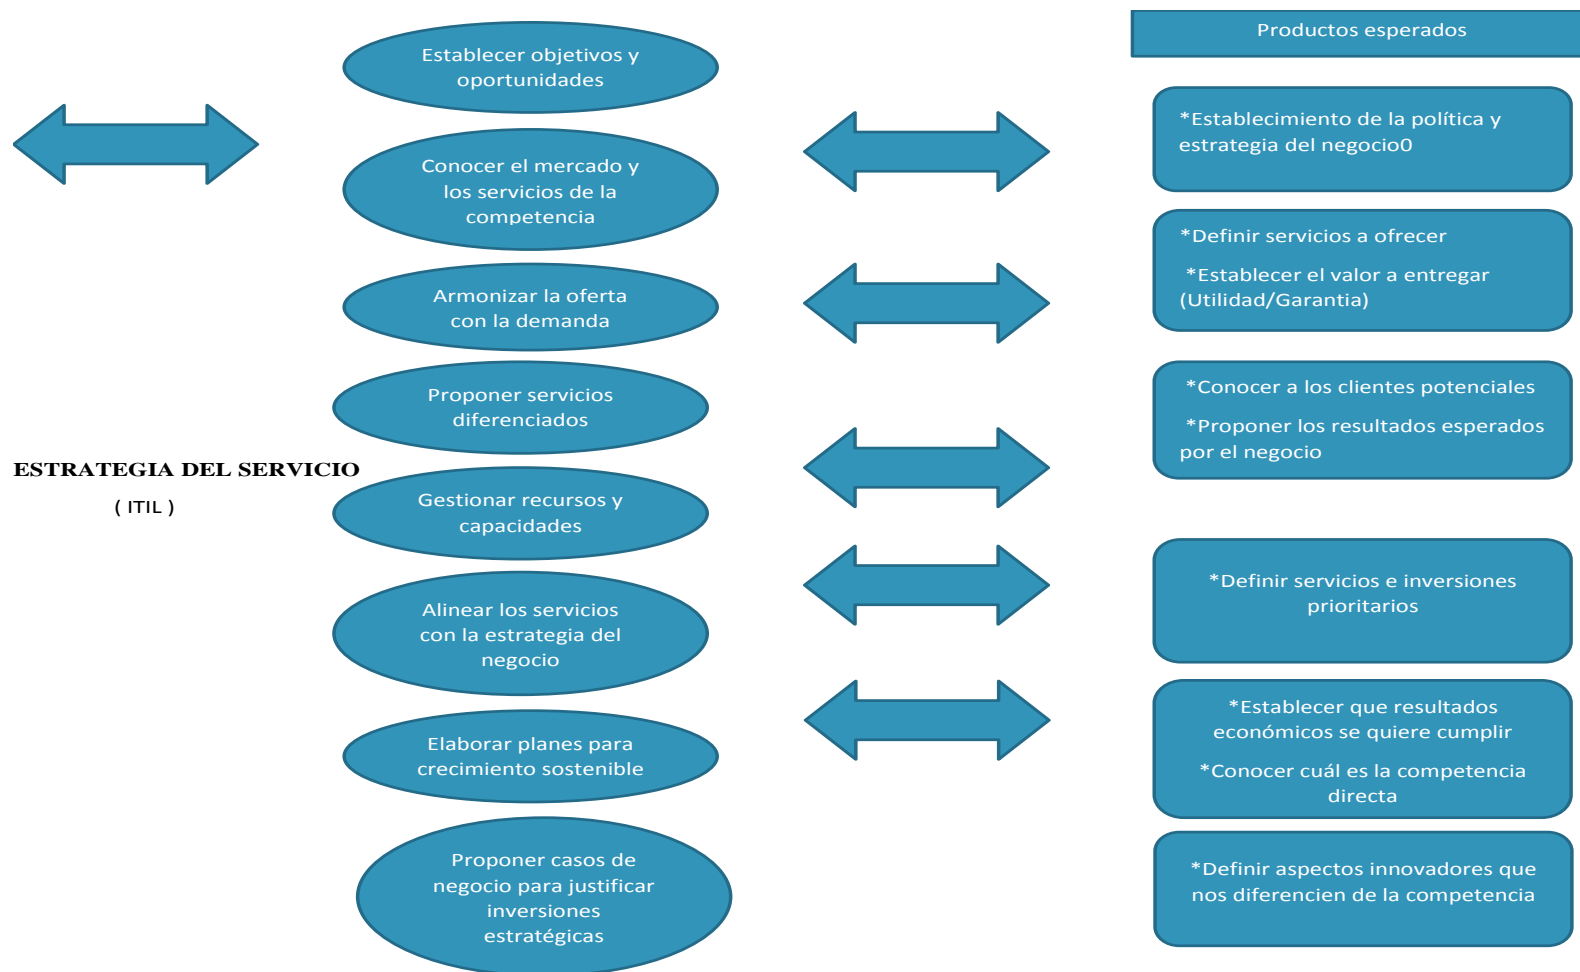 Establecer objetivos y
oportunidades
Conocer el mercado y
los servicios de la
competencia
Armonizar la oferta
con la demanda
Proponer servicios
diferenciados
ESTRATEGIA DEL SERVICIO
( ITIL )
Gestionar recursos y
capacidades
Alinear los servicios
con la estrategia del
negocio
Elaborar planes para
crecimiento sostenible
Proponer casos de
negocio para justificar
inversiones
estratégicas
Productos esperados
*Establecimiento de la política y
estrategia del negocio0
*Definir servicios a ofrecer
*Establecer el valor a entregar
(Utilidad/Garantia)
*Conocer a los clientes potenciales
*Proponer los resultados esperados
por el negocio
*Definir servicios e inversiones
prioritarios
*Establecer que resultados
económicos se quiere cumplir
*Conocer cuál es la competencia
directa
*Definir aspectos innovadores que
nos diferencien de la competencia